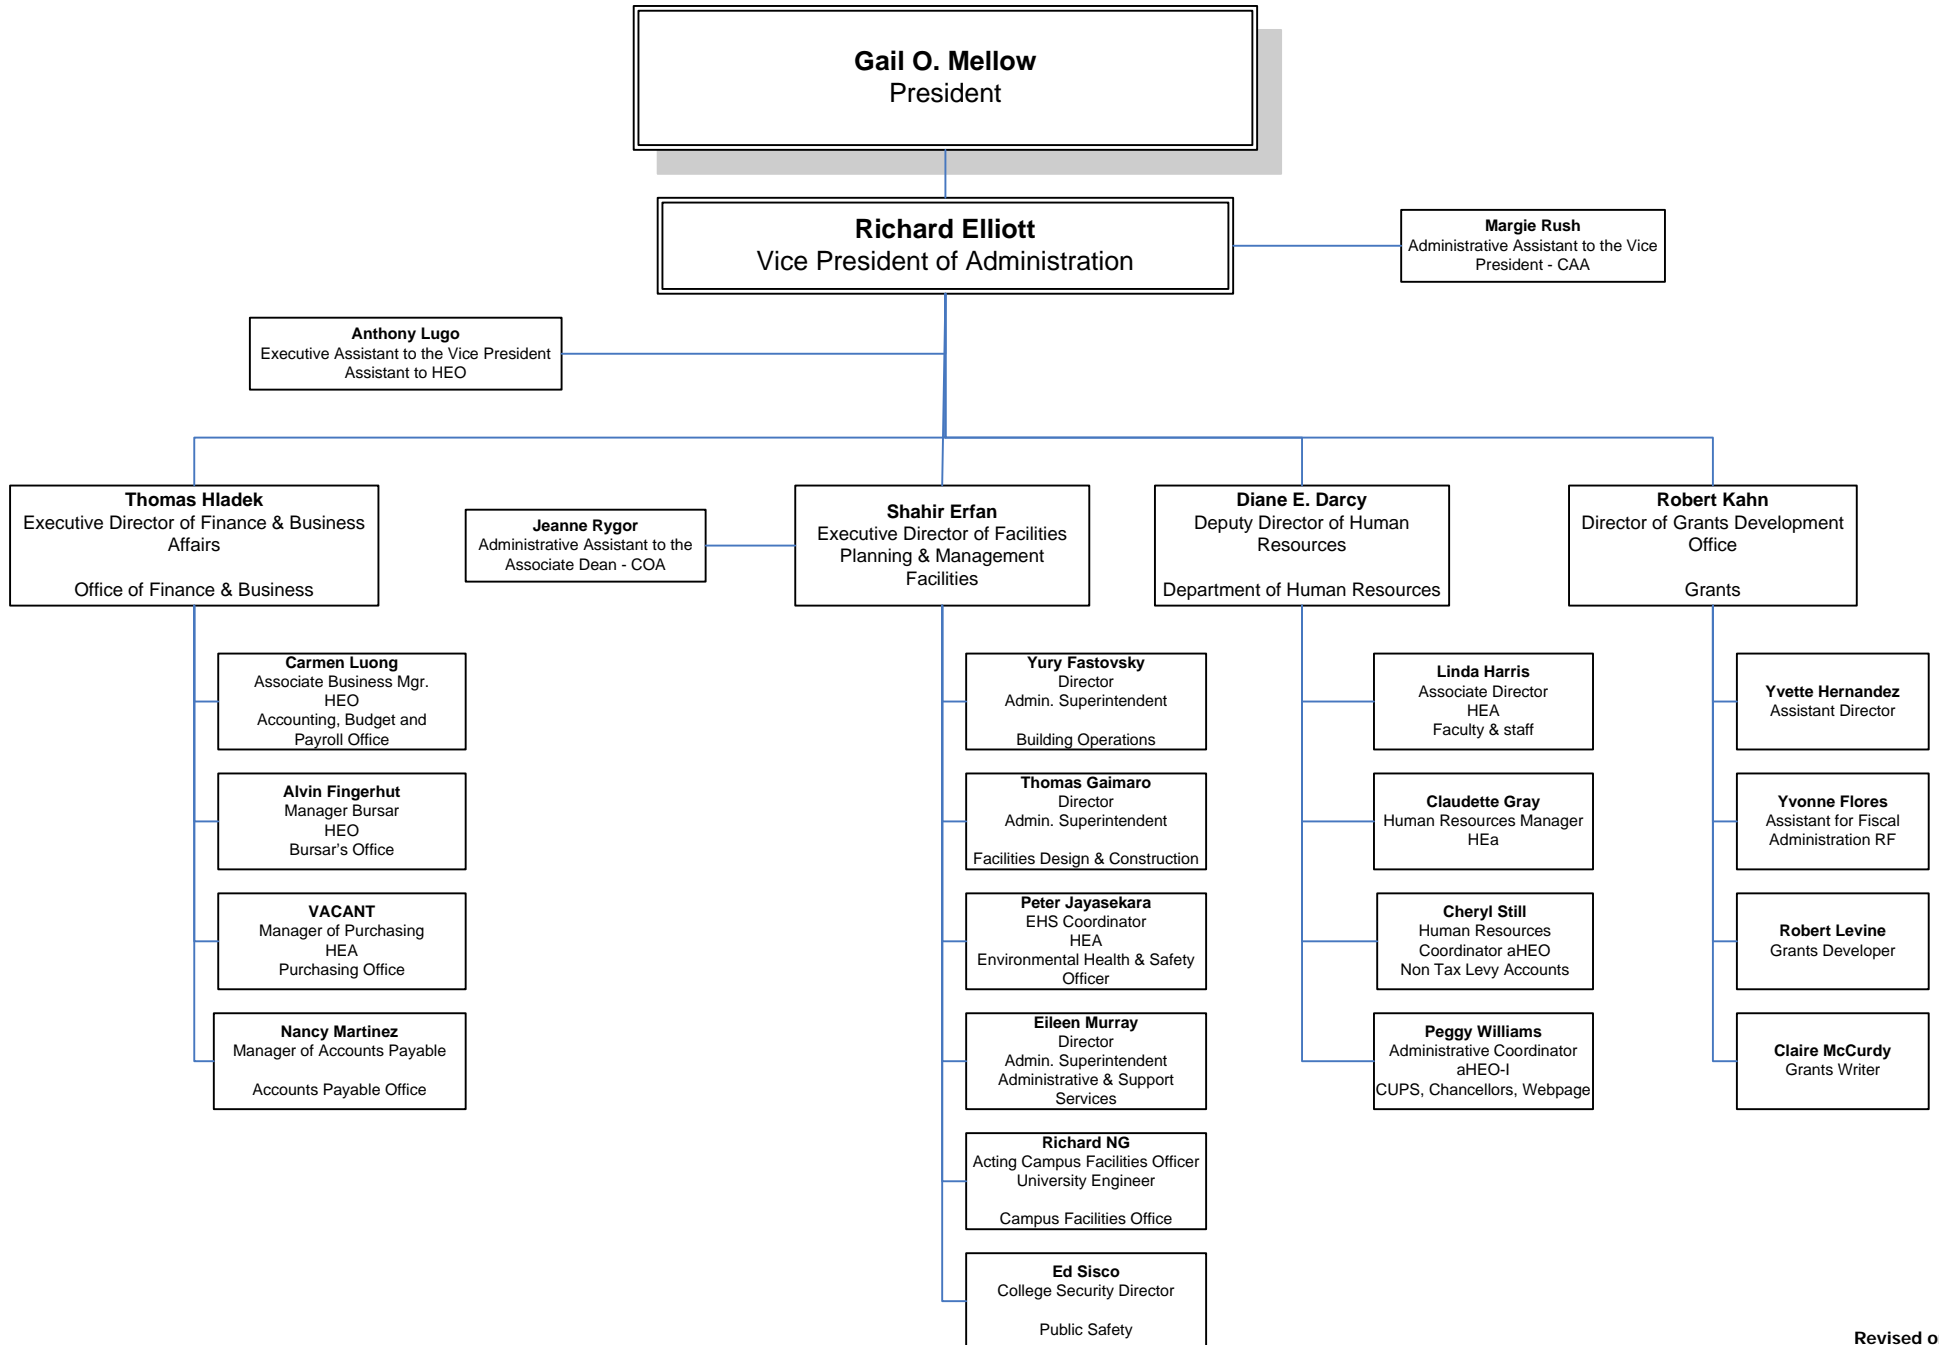 Gail O. Mellow
President
Richard Elliott
Vice President of Administration
Margie Rush
Administrative Assistant to the Vice
President - CAA
Anthony Lugo
Executive Assistant to the Vice President
Assistant to HEO
Thomas Hladek
Executive Director of Finance & Business
Affairs
Office of Finance & Business
Jeanne Rygor
Administrative Assistant to the
Associate Dean - COA
Shahir Erfan
Executive Director of Facilities
Planning & Management
Facilities
Diane E. Darcy
Deputy Director of Human
Resources
Department of Human Resources
Robert Kahn
Director of Grants Development
Office
Grants
Carmen Luong
Associate Business Mgr.
HEO
Accounting, Budget and
Payroll Office
Alvin Fingerhut
Manager Bursar
HEO
Bursar's Office
VACANT
Manager of Purchasing
HEA
Purchasing Office
Nancy Martinez
Manager of Accounts Payable
Accounts Payable Office
Yury Fastovsky
Director
Admin. Superintendent
Building Operations
Thomas Gaimaro
Director
Admin. Superintendent
Facilities Design & Construction
Peter Jayasekara
EHS Coordinator
HEA
Environmental Health & Safety
Officer
Eileen Murray
Director
Admin. Superintendent
Administrative & Support
Services
Richard NG
Acting Campus Facilities Officer
University Engineer
Campus Facilities Office
Ed Sisco
College Security Director
Public Safety
Linda Harris
Associate Director
HEA
Faculty & staff
Claudette Gray
Human Resources Manager
HEa
Cheryl Still
Human Resources
Coordinator aHEO
Non Tax Levy Accounts
Peggy Williams
Administrative Coordinator
aHEO-I
CUPS, Chancellors, Webpage
Yvette Hernandez
Assistant Director
Yvonne Flores
Assistant for Fiscal
Administration RF
Robert Levine
Grants Developer
Claire McCurdy
Grants Writer
Revised